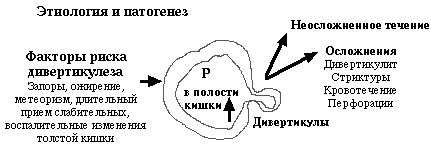 Этиология и патогенез
Факторы риска
дивертикулеза
Запоры, ожирение,
метеоризм, длительный
прием слабительных,
воспалительные изменения
толстой кишки
Р
в полости
кишки
Дивертикулы
Неосложненное течение
Осложнения
Дивертикулит
Стриктуры
Кровотечение
Перфорации